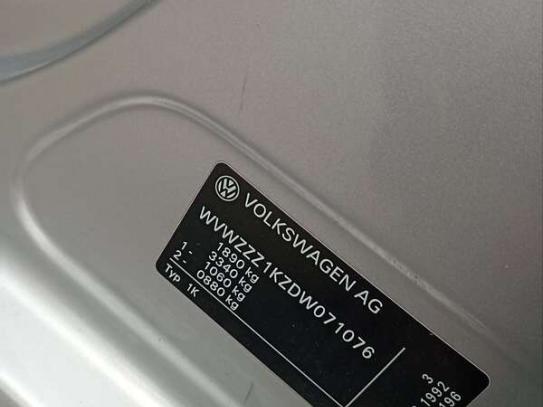 VOLKSWAGEN AG
WVWZZZ1KZDW071076
1890 kg
3340 kg
1 - 1060 kg
2 - 0880 kg
Typ 1K
3
1992
196